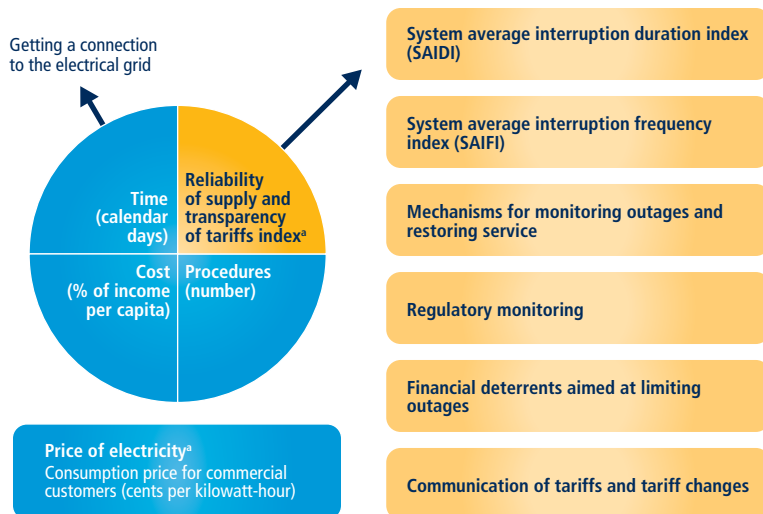 Getting a connection
to the electrical grid
Time
(calendar
days)
Reliability
of supply and
transparency
of tariffs indexᵃ
Cost
(% of income
per capita)
Procedures
(number)
Price of electricityᵃ
Consumption price for commercial
customers (cents per kilowatt-hour)
System average interruption duration index
(SAIDI)
System average interruption frequency
index (SAIFI)
Mechanisms for monitoring outages and
restoring service
Regulatory monitoring
Financial deterrents aimed at limiting
outages
Communication of tariffs and tariff changes